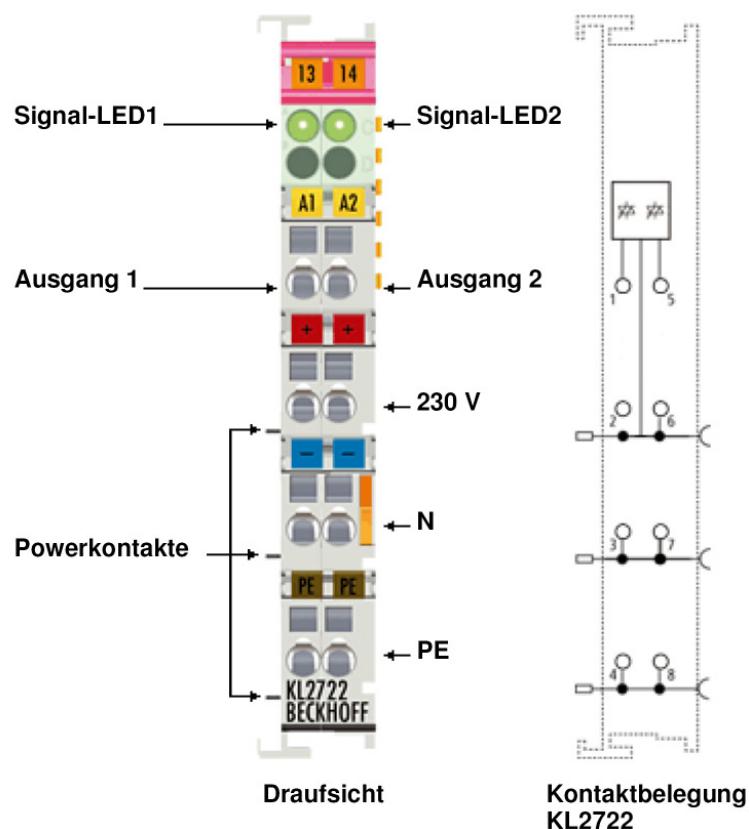 13 14
Signal-LED1
Signal-LED2
A1 A2
Ausgang 1
Ausgang 2
1
5
+ +
230 V
2
6
− −
N
3
7
Powerkontakte
PE PE
PE
4
8
KL2722
BECKHOFF
Draufsicht
Kontaktbelegung
KL2722